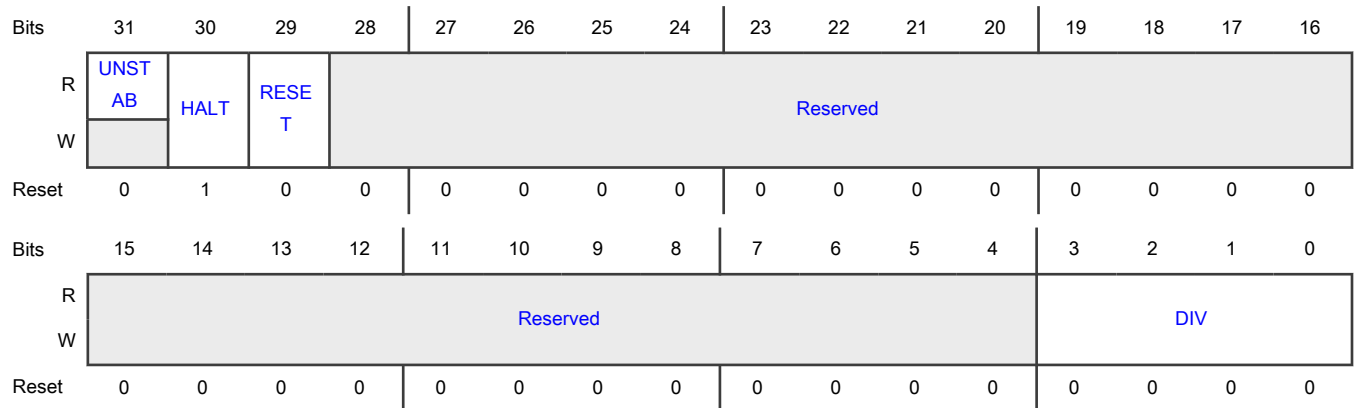 Bits 31 30 29 28 27 26 25 24 23 22 21 20 19 18 17 16
R UNST
AB HALT RESE
T Reserved
W
Reset 0 1 0 0 0 0 0 0 0 0 0 0 0 0 0 0
Bits 15 14 13 12 11 10 9 8 7 6 5 4 3 2 1 0
R
Reserved DIV
W
Reset 0 0 0 0 0 0 0 0 0 0 0 0 0 0 0 0